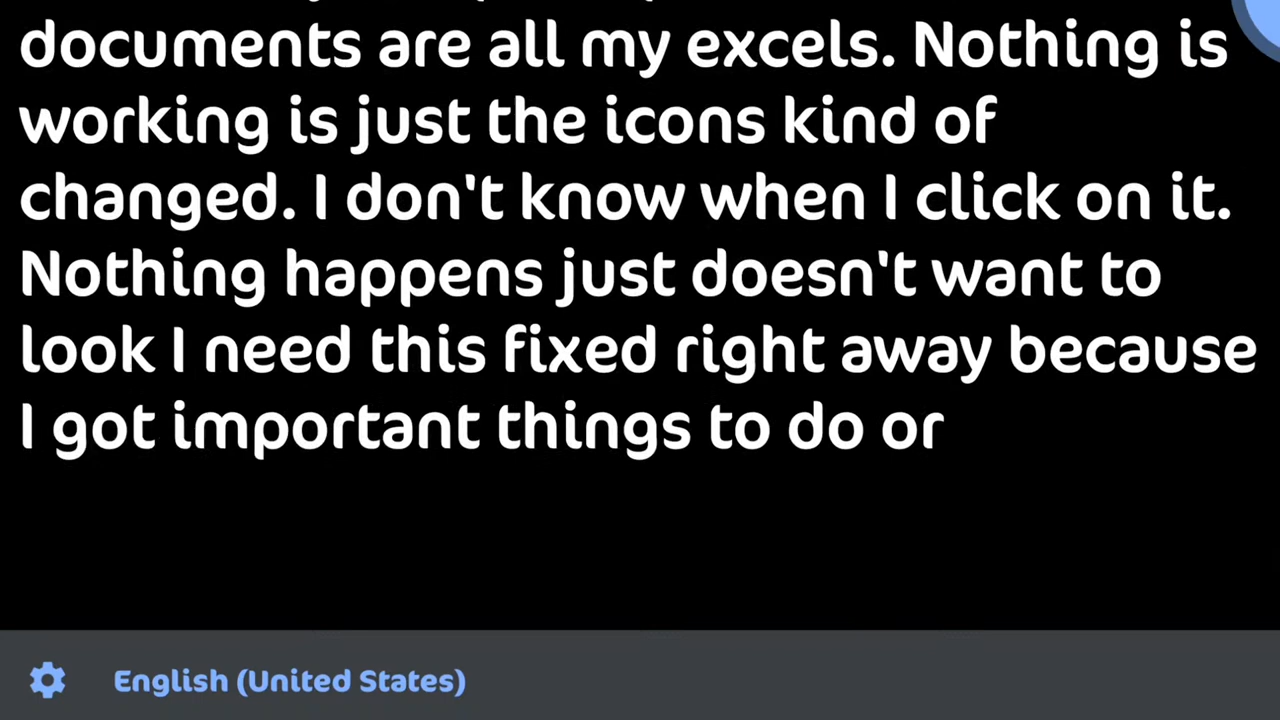 documents are all my excels. Nothing is
working is just the icons kind of
changed. I don't know when I click on it.
Nothing happens just doesn't want to
look I need this fixed right away because
I got important things to do or
English (United States)